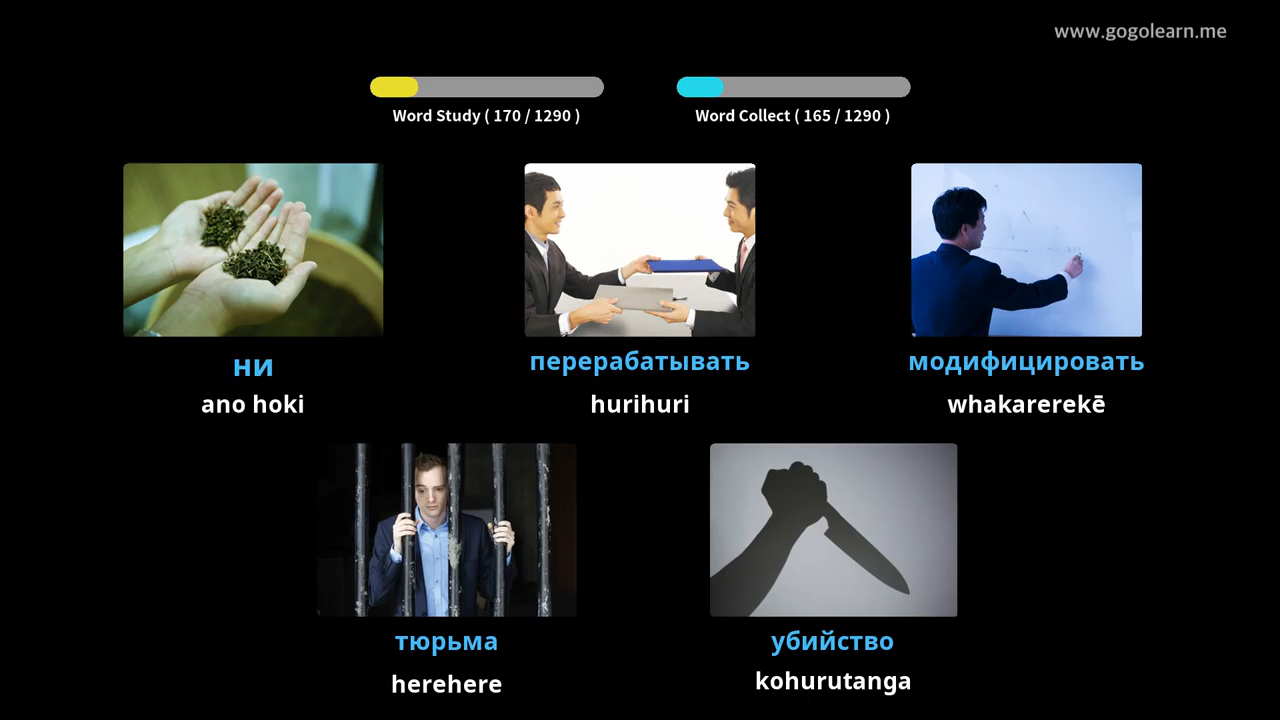 www.gogolearn.me
Word Study ( 170 / 1290 )
Word Collect ( 165 / 1290 )
ни
ano hoki
перерабатывать
hurihuri
модифицировать
whakarerekē
тюрьма
herehere
убийство
kohurutanga